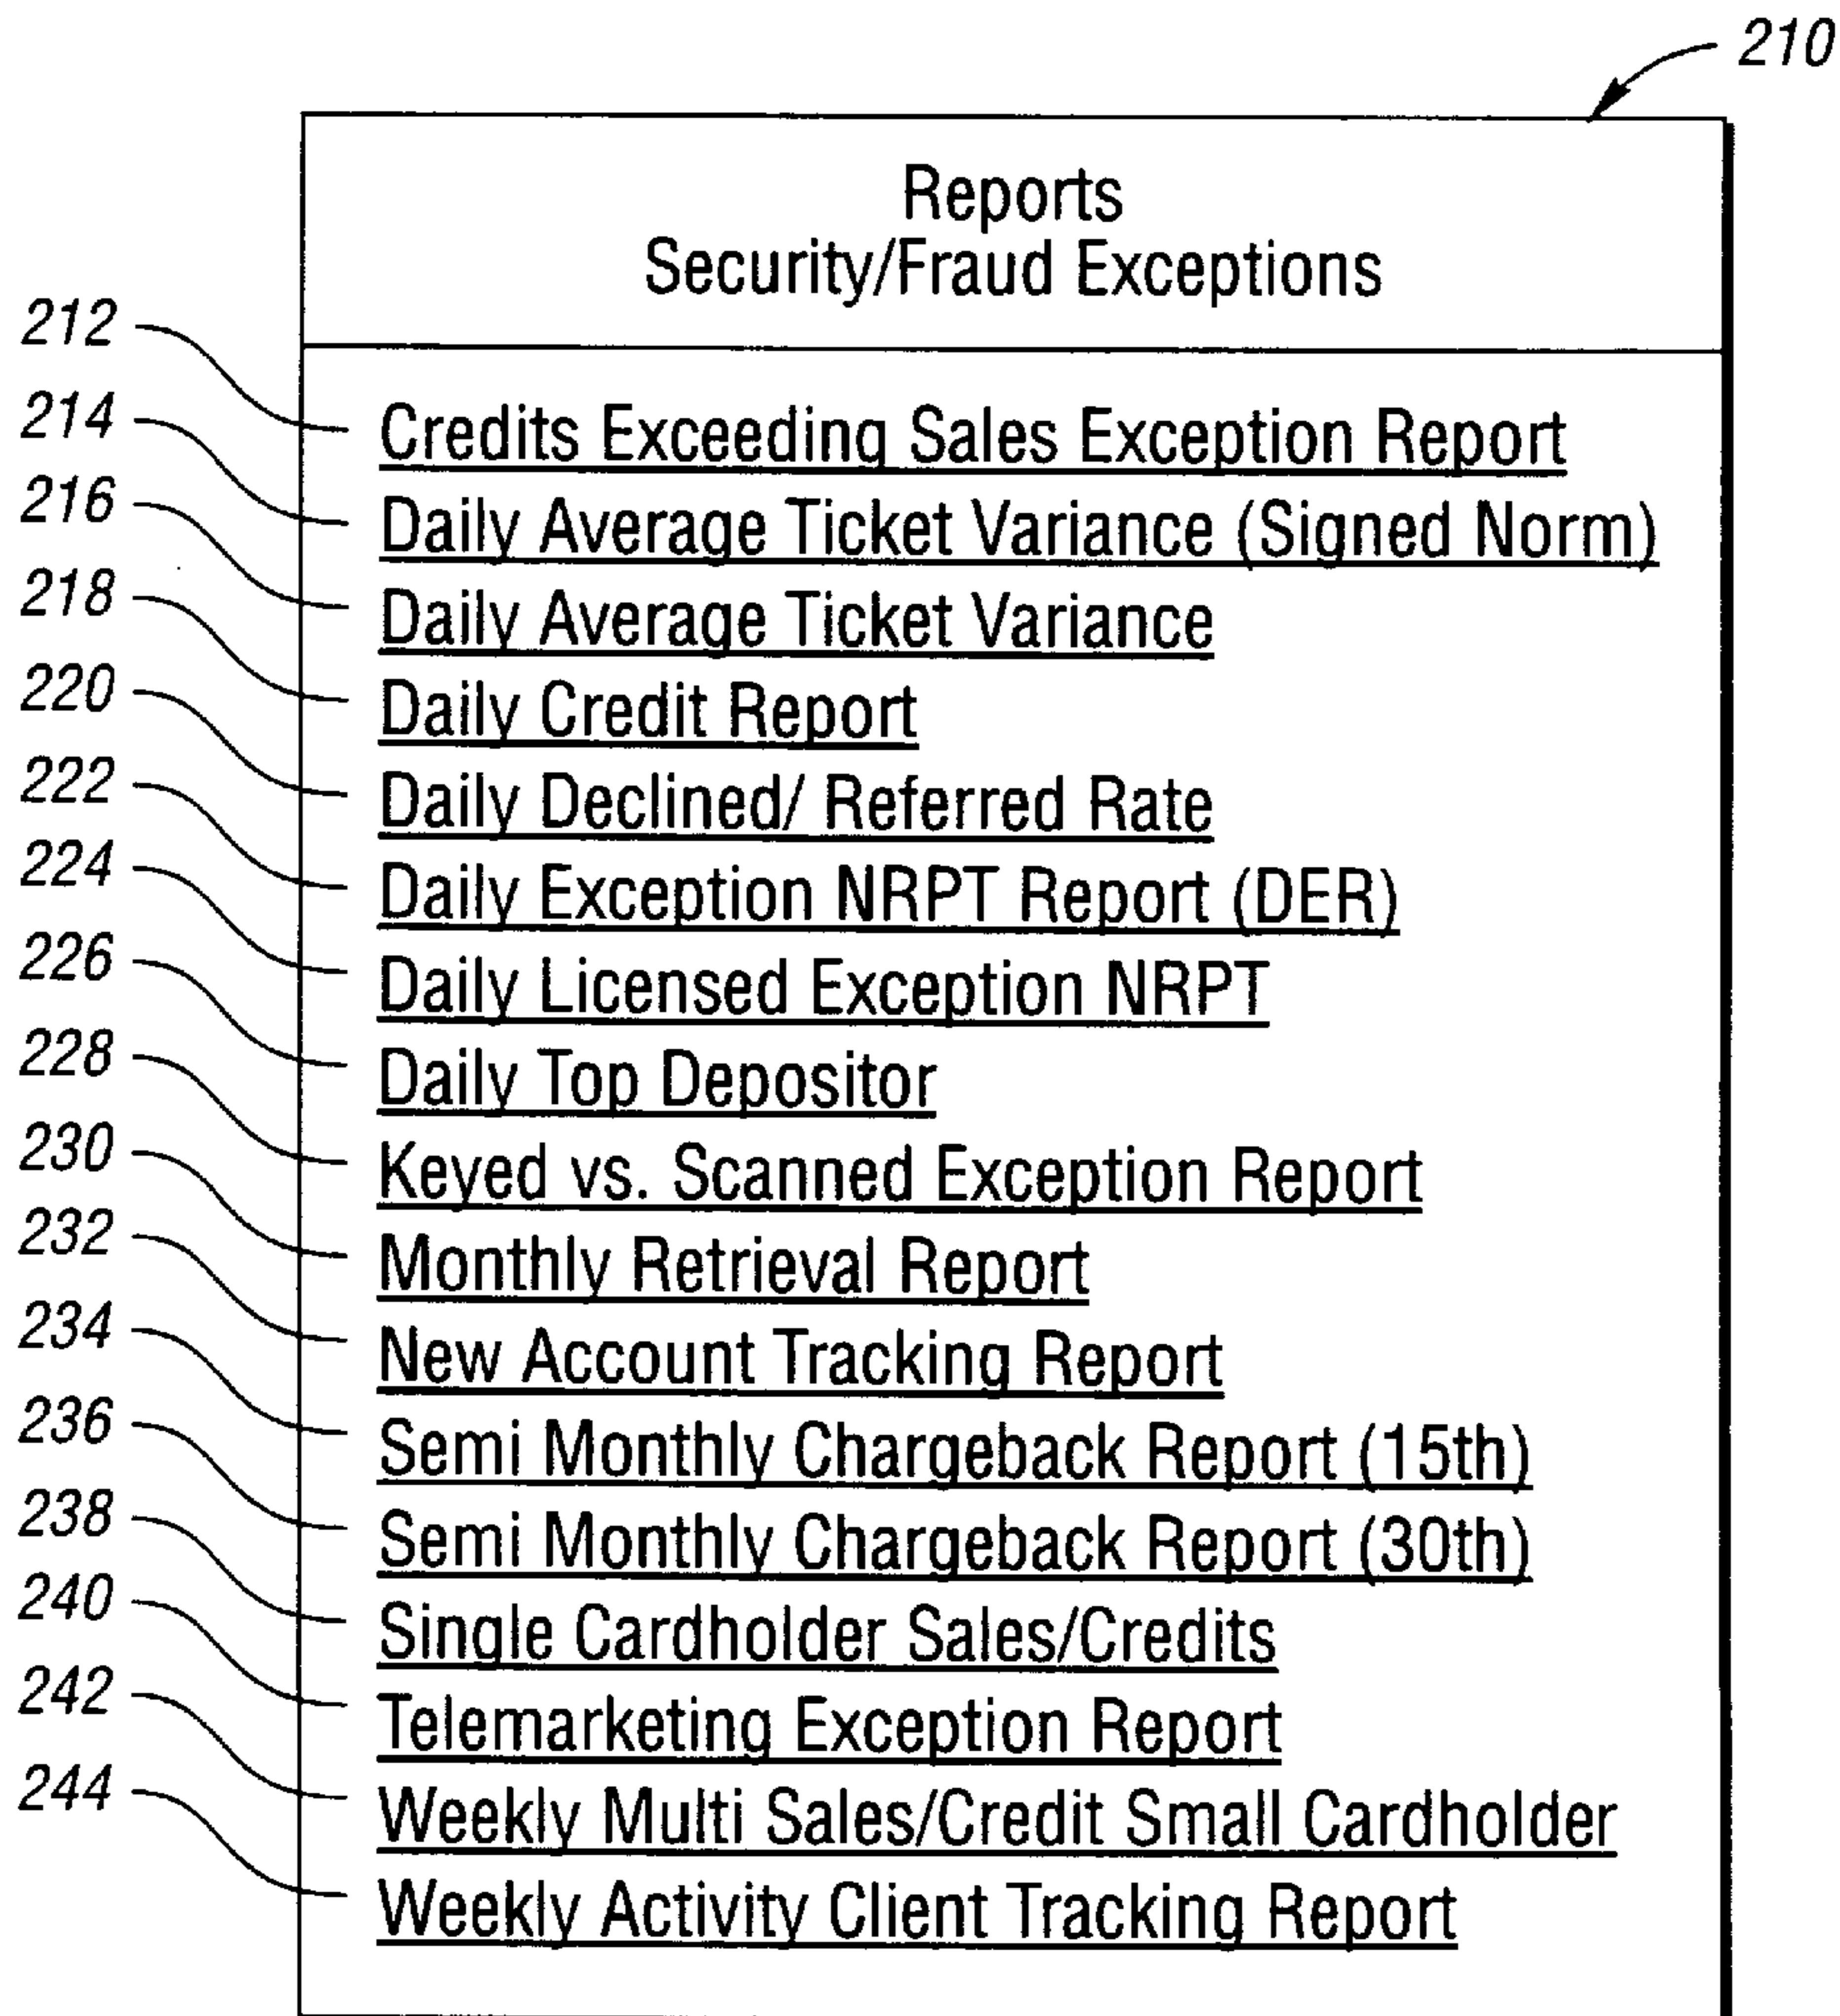 210
Reports
Security/Fraud Exceptions
212 Credits Exceeding Sales Exception Report
214 Daily Average Ticket Variance (Signed Norm)
216 Daily Average Ticket Variance
218 Daily Credit Report
220 Daily Declined/ Referred Rate
222 Daily Exception NRPT Report (DER)
224 Daily Licensed Exception NRPT
226 Daily Top Depositor
228 Keyed vs. Scanned Exception Report
230 Monthly Retrieval Report
232 New Account Tracking Report
234 Semi Monthly Chargeback Report (15th)
236 Semi Monthly Chargeback Report (30th)
238 Single Cardholder Sales/Credits
240 Telemarketing Exception Report
242 Weekly Multi Sales/Credit Small Cardholder
244 Weekly Activity Client Tracking Report